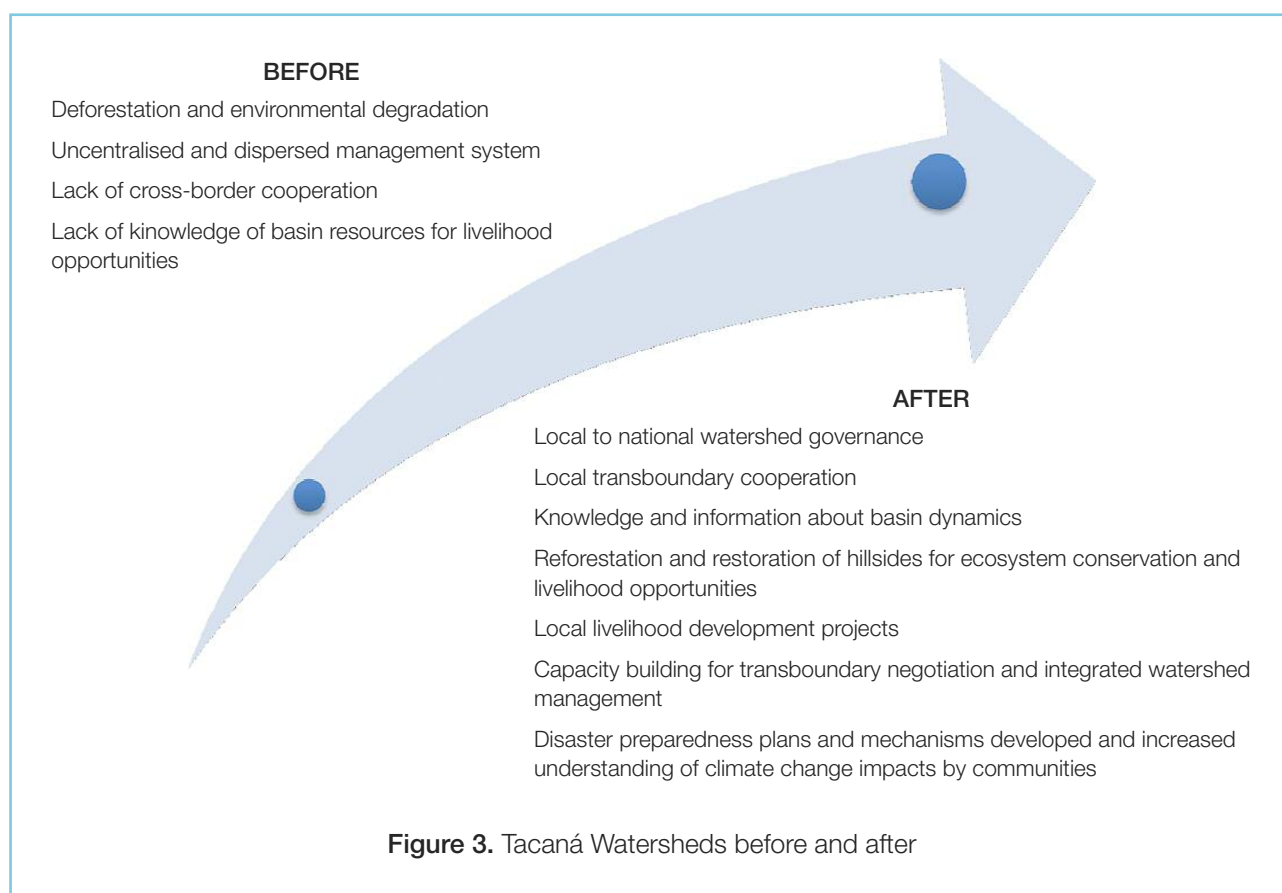 BEFORE
Deforestation and environmental degradation
Uncentralised and dispersed management system
Lack of cross-border cooperation
Lack of kinowledge of basin resources for livelihood
opportunities
AFTER
Local to national watershed governance
Local transboundary cooperation
Knowledge and information about basin dynamics
Reforestation and restoration of hillsides for ecosystem conservation and
livelihood opportunities
Local livelihood development projects
Capacity building for transboundary negotiation and integrated watershed
management
Disaster preparedness plans and mechanisms developed and increased
understanding of climate change impacts by communities
Figure 3. Tacaná Watersheds before and after